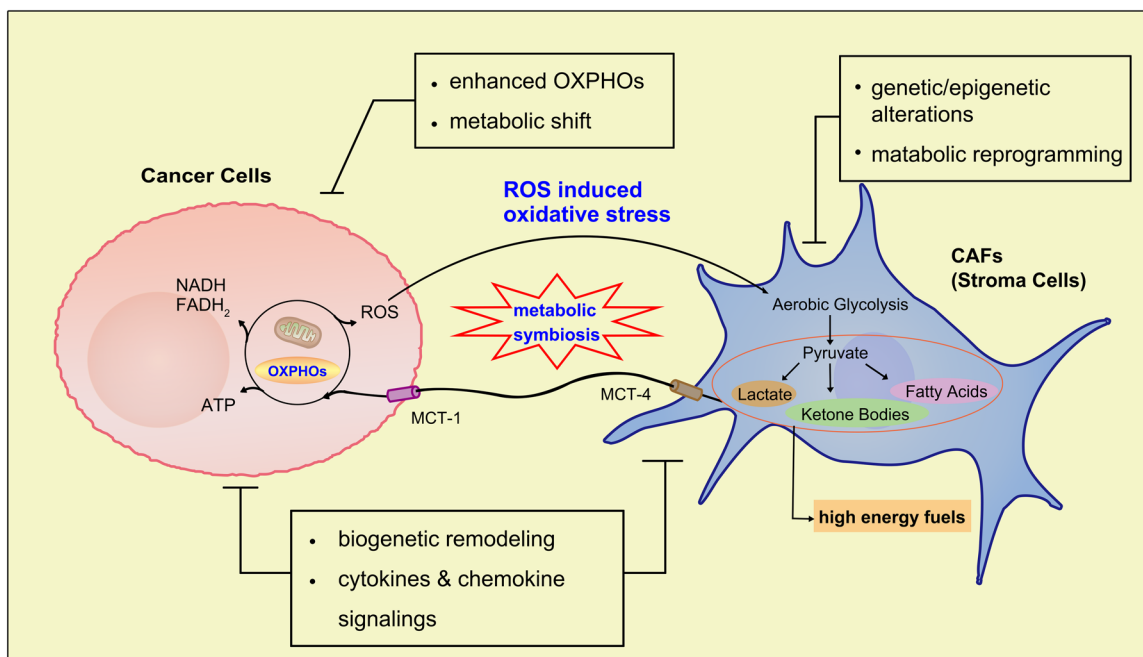 • enhanced OXPHOs
• metabolic shift
• genetic/epigenetic
alterations
• matabolic reprogramming
Cancer Cells
ROS induced
oxidative stress
CAFs
(Stroma Cells)
NADH
FADH₂
ROS
metabolic
symbiosis
Aerobic Glycolysis
Pyruvate
OXPHOs
Lactate
Fatty Acids
Ketone Bodies
ATP
MCT-1
MCT-4
high energy fuels
• biogenetic remodeling
• cytokines & chemokine
signalings